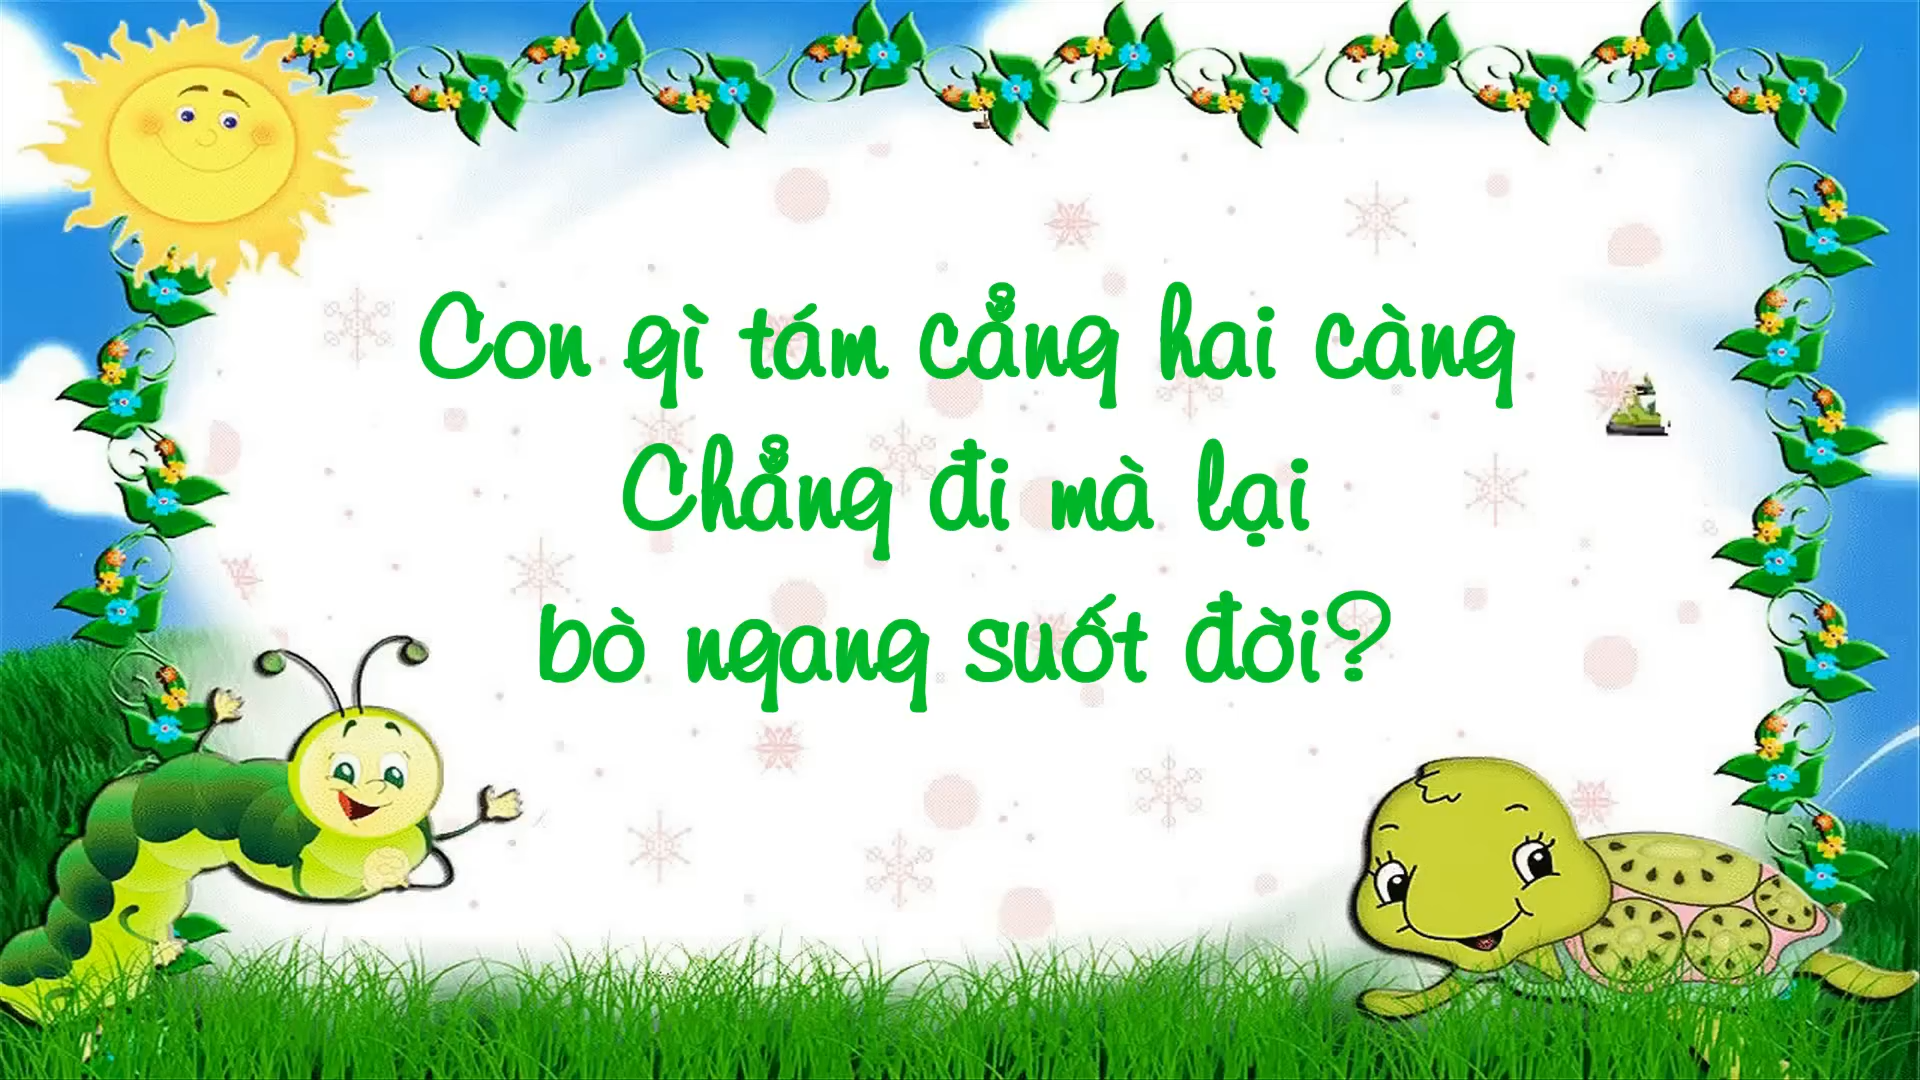 Con gì tám cẳng hai càng
Chẳng đi mà lại
bò ngang suốt đời?